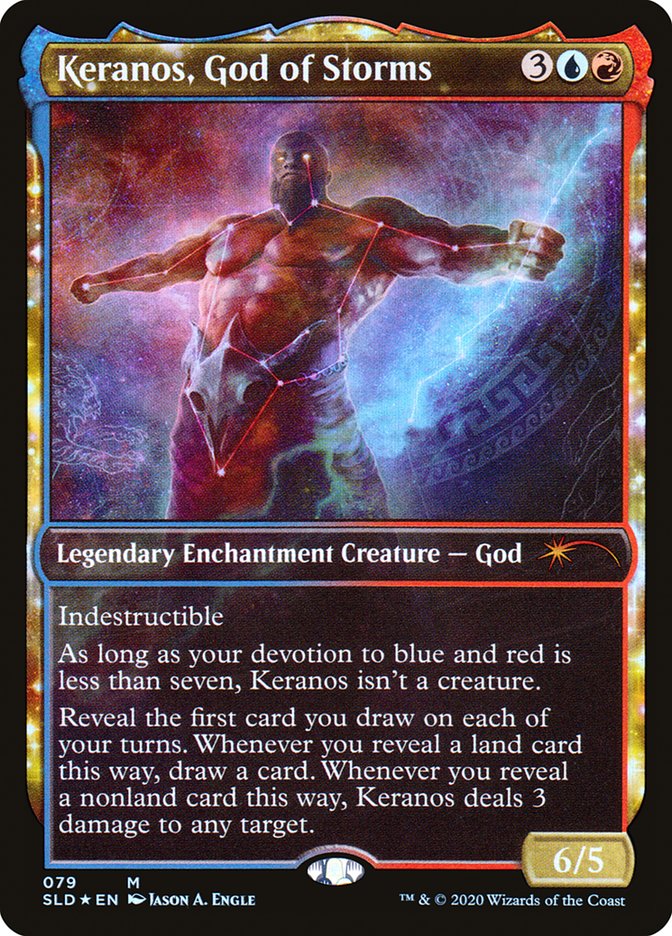 Keranos, God of Storms 3
Legendary Enchantment Creature — God
Indestructible
As long as your devotion to blue and red is
less than seven, Keranos isn't a creature.
Reveal the first card you draw on each of
your turns. Whenever you reveal a land card
this way, draw a card. Whenever you reveal
a nonland card this way, Keranos deals 3
damage to any target.
6/5
079 M
SLD★EN Jason A. Engle
™ & © 2020 Wizards of the Coast